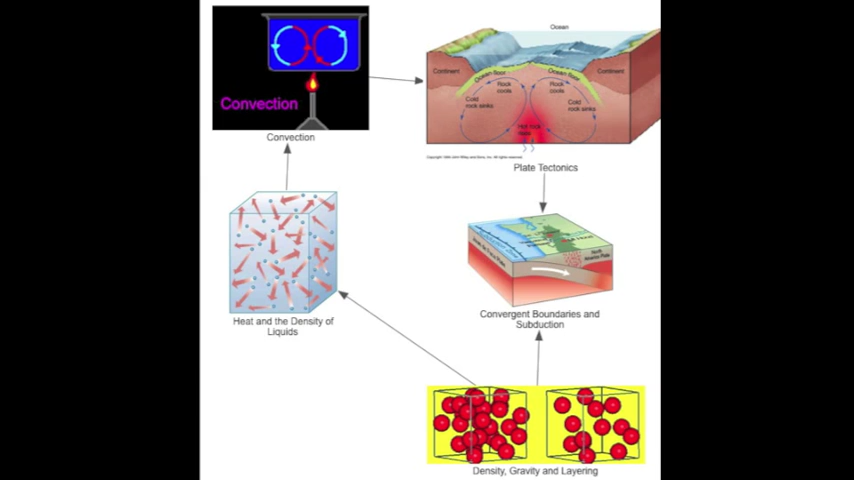 Convection
Convection
Ocean
Continent
Ocean floor
Ocean floor
Continent
Rock cools
Rock cools
Cold rock sinks
Cold rock sinks
Hot rock rises
Plate Tectonics
Heat and the Density of
Liquids
Convergent Boundaries and
Subduction
Density, Gravity and Layering